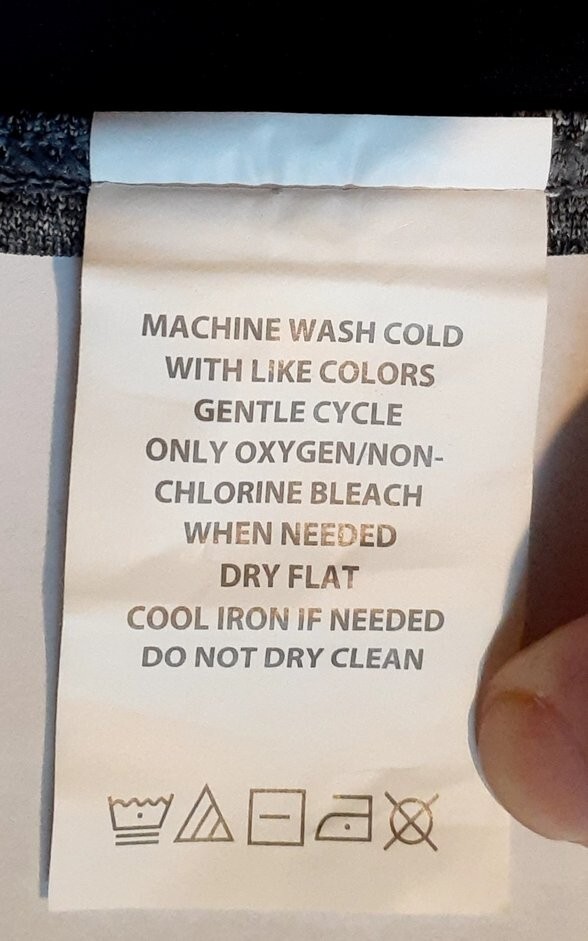 MACHINE WASH COLD
WITH LIKE COLORS
GENTLE CYCLE
ONLY OXYGEN/NON-
CHLORINE BLEACH
WHEN NEEDED
DRY FLAT
COOL IRON IF NEEDED
DO NOT DRY CLEAN